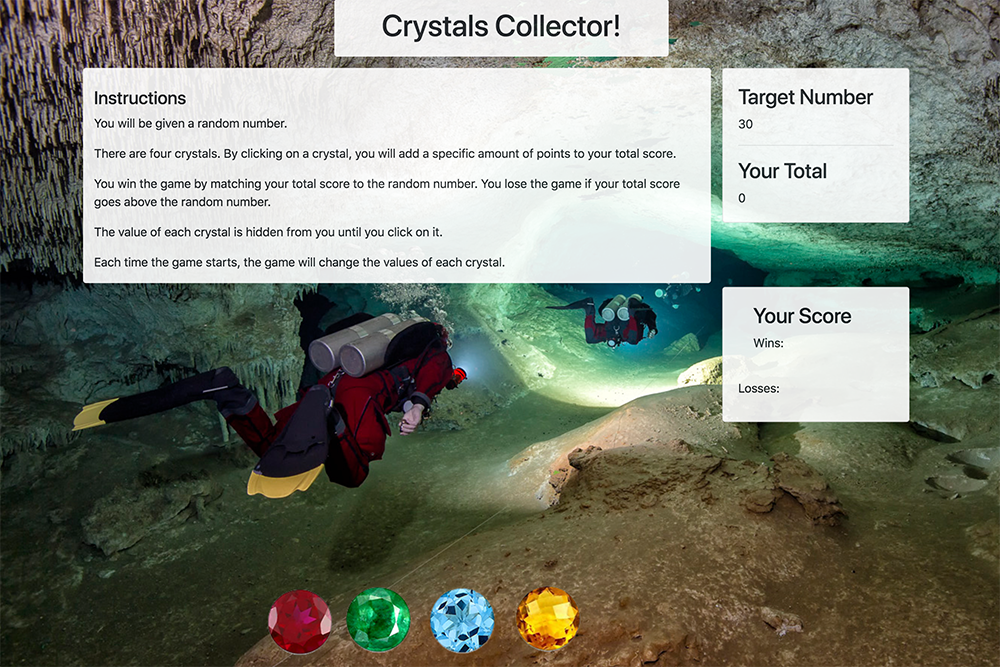 Crystals Collector!
Instructions
You will be given a random number.
There are four crystals. By clicking on a crystal, you will add a specific amount of points to your total score.
You win the game by matching your total score to the random number. You lose the game if your total score
goes above the random number.
The value of each crystal is hidden from you until you click on it.
Each time the game starts, the game will change the values of each crystal.
Target Number
30
Your Total
0
Your Score
Wins:
Losses: